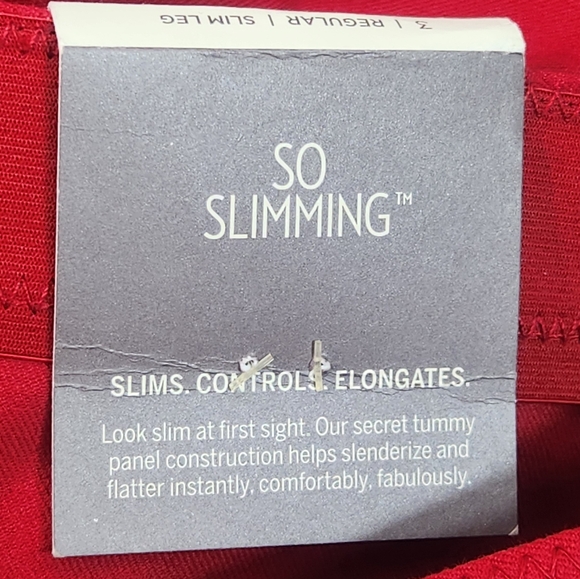 3 | REGULAR | SLIM LEG
SO
SLIMMING™
SLIMS. CONTROLS. ELONGATES.
Look slim at first sight. Our secret tummy
panel construction helps slenderize and
flatter instantly, comfortably, fabulously.